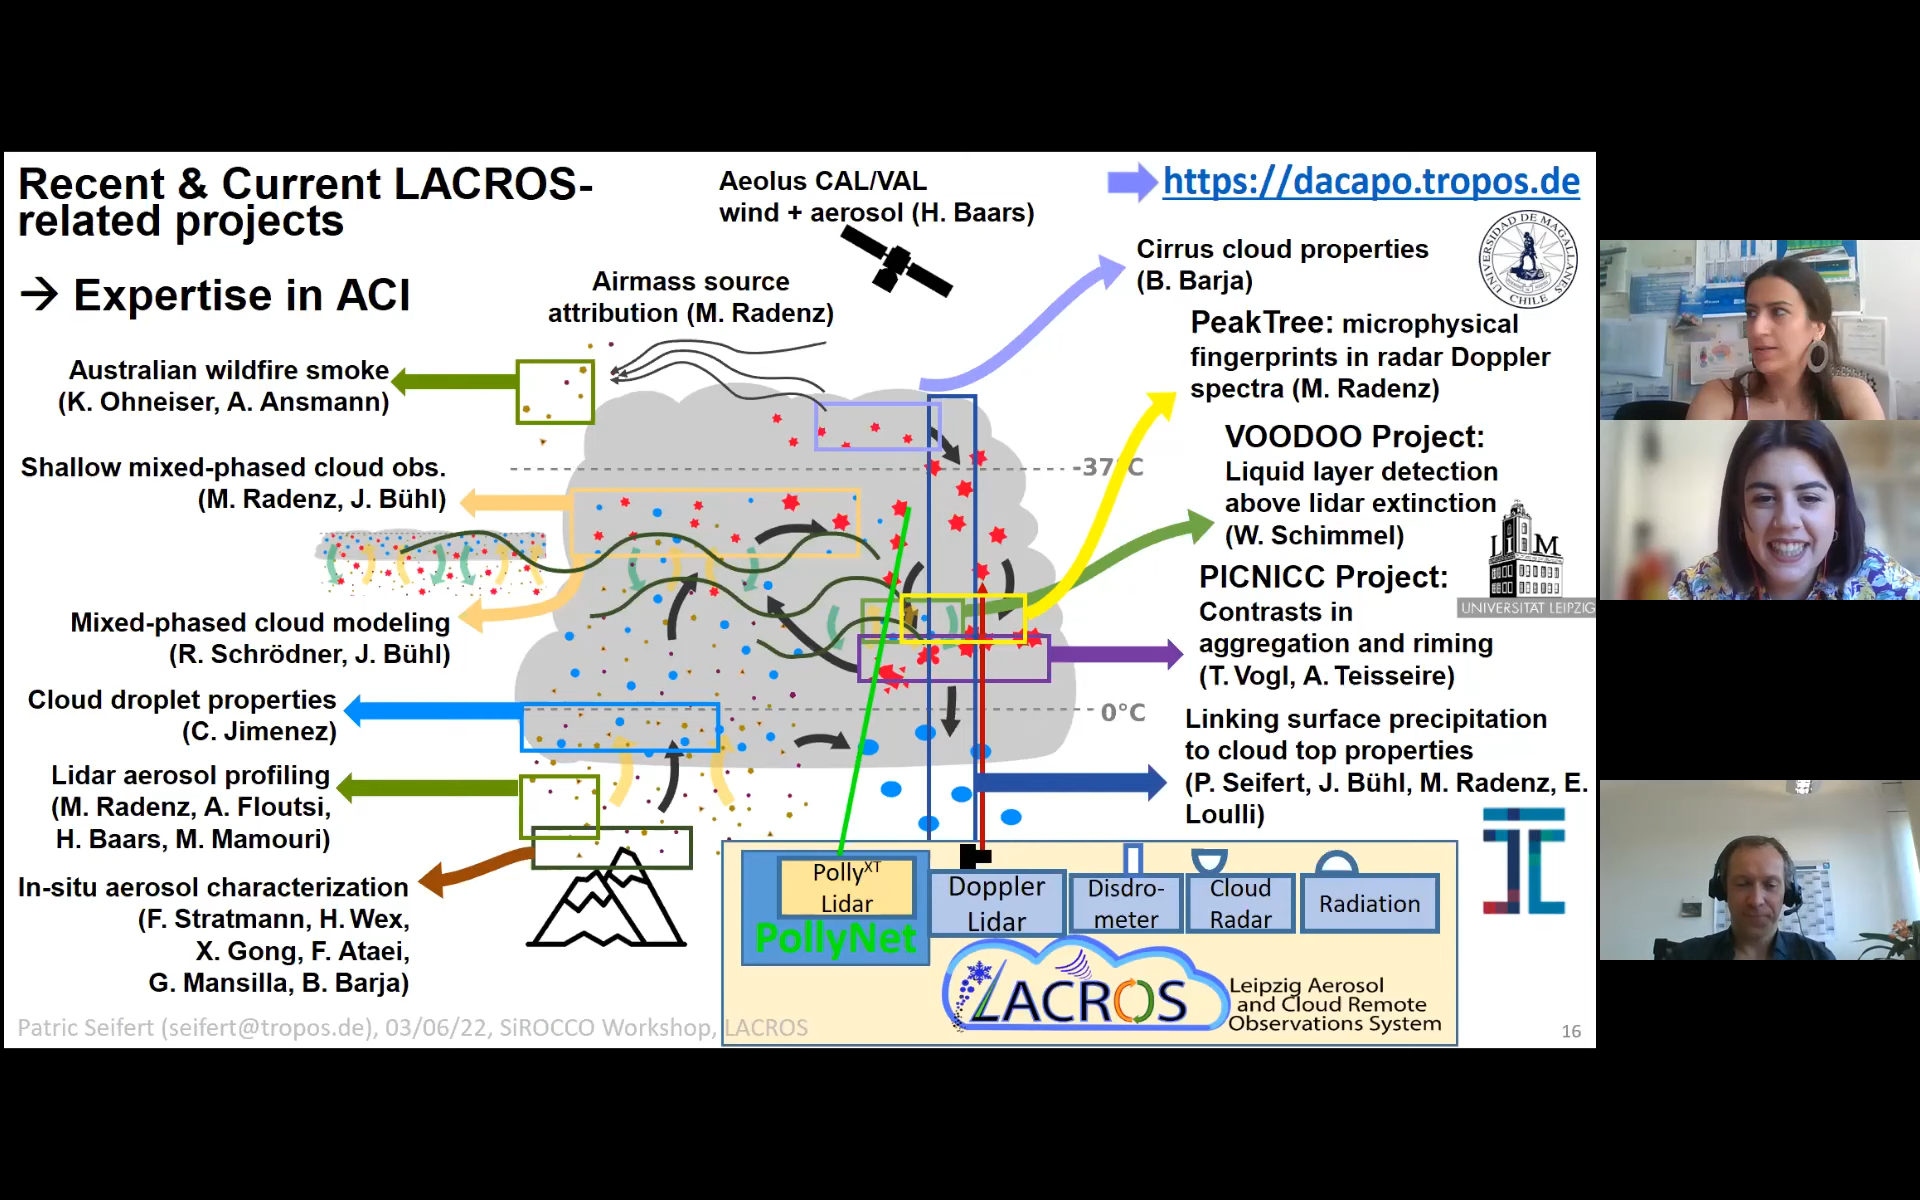 Recent & Current LACROS-
related projects
→ Expertise in ACI
Aeolus CAL/VAL
wind + aerosol (H. Baars)
https://dacapo.tropos.de
Airmass source
attribution (M. Radenz)
Cirrus cloud properties
(B. Barja)
UNIVERSIDAD DE MAGALLANES
CHILE
PeakTree: microphysical
fingerprints in radar Doppler
spectra (M. Radenz)
Australian wildfire smoke
(K. Ohneiser, A. Ansmann)
Shallow mixed-phased cloud obs.
(M. Radenz, J. Bühl)
-37°C
VOODOO Project:
Liquid layer detection
above lidar extinction
(W. Schimmel)
L M
UNIVERSITÄT LEIPZIG
PICNICC Project:
Contrasts in
aggregation and riming
(T. Vogl, A. Teisseire)
Mixed-phased cloud modeling
(R. Schrödner, J. Bühl)
Cloud droplet properties
(C. Jimenez)
0°C
Linking surface precipitation
to cloud top properties
(P. Seifert, J. Bühl, M. Radenz, E.
Loulli)
Lidar aerosol profiling
(M. Radenz, A. Floutsi,
H. Baars, M. Mamouri)
In-situ aerosol characterization
(F. Stratmann, H. Wex,
X. Gong, F. Ataei,
G. Mansilla, B. Barja)
PollyXT
Lidar
PollyNet
Doppler
Lidar
Disdro-
meter
Cloud
Radar
Radiation
LACROS
Leipzig Aerosol
and Cloud Remote
Observations System
Patric Seifert (seifert@tropos.de), 03/06/22, SiROCCO Workshop, LACROS
16